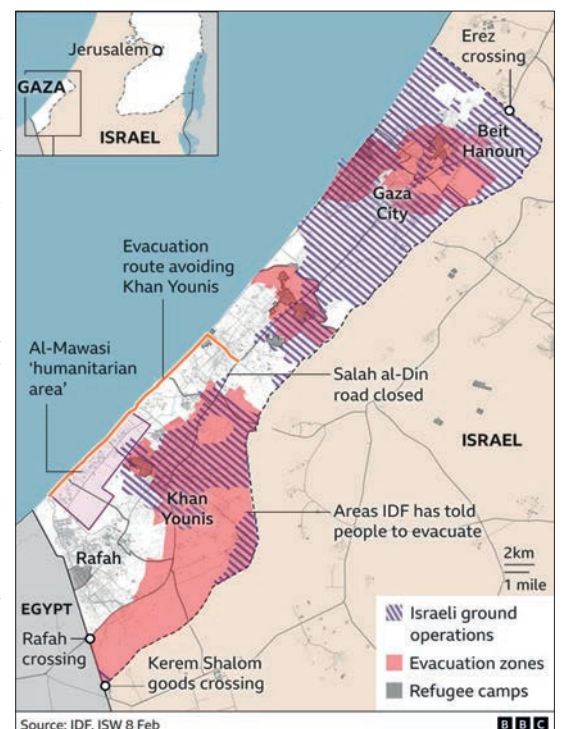 Jerusalem
GAZA
ISRAEL
Erez
crossing
Beit
Hanoun
Gaza
City
Evacuation
route avoiding
Khan Younis
Al-Mawasi
‘humanitarian
area’
Salah al-Din
road closed
ISRAEL
Khan
Younis
Areas IDF has told
people to evacuate
Rafah
2km
1 mile
EGYPT
Rafah
crossing
Kerem Shalom
goods crossing
Israeli ground
operations
Evacuation zones
Refugee camps
Source: IDF, ISW 8 Feb
BBC